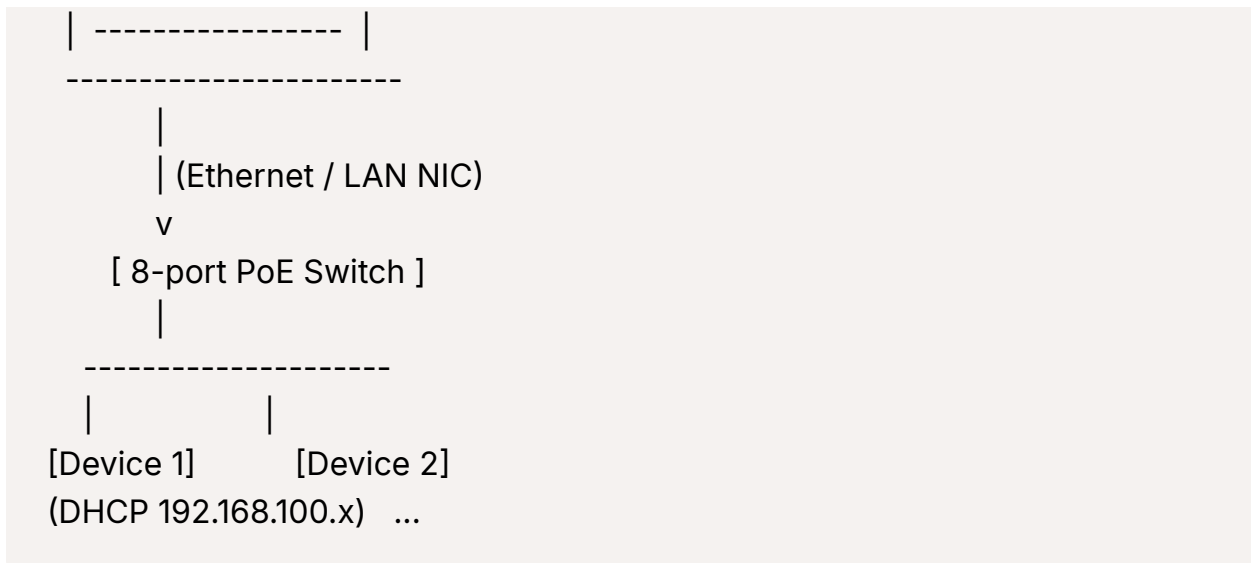 | ----------------- |
-----------------------
|
| (Ethernet / LAN NIC)
v
[ 8-port PoE Switch ]
|
---------------------
| |
[Device 1] [Device 2]
(DHCP 192.168.100.x) ...